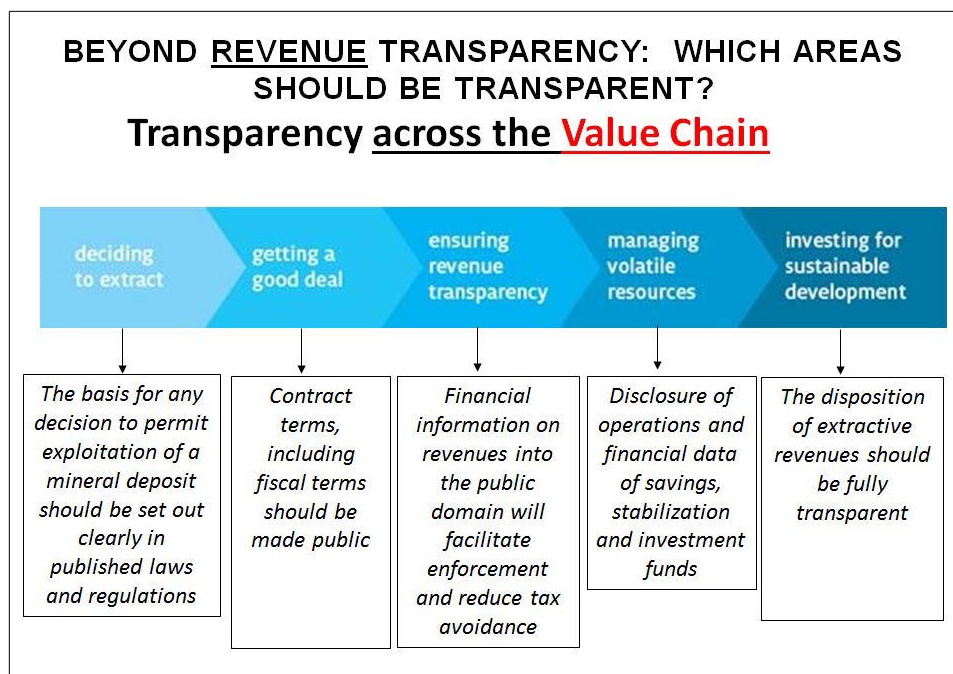 BEYOND REVENUE TRANSPARENCY: WHICH AREAS
SHOULD BE TRANSPARENT?
Transparency across the Value Chain
deciding
to extract
getting a
good deal
ensuring
revenue
transparency
managing
volatile
resources
investing for
sustainable
development
The basis for any
decision to permit
exploitation of a
mineral deposit
should be set out
clearly in
published laws
and regulations
Contract
terms,
including
fiscal terms
should be
made public
Financial
information on
revenues into
the public
domain will
facilitate
enforcement
and reduce tax
avoidance
Disclosure of
operations and
financial data
of savings,
stabilization
and investment
funds
The disposition
of extractive
revenues should
be fully
transparent